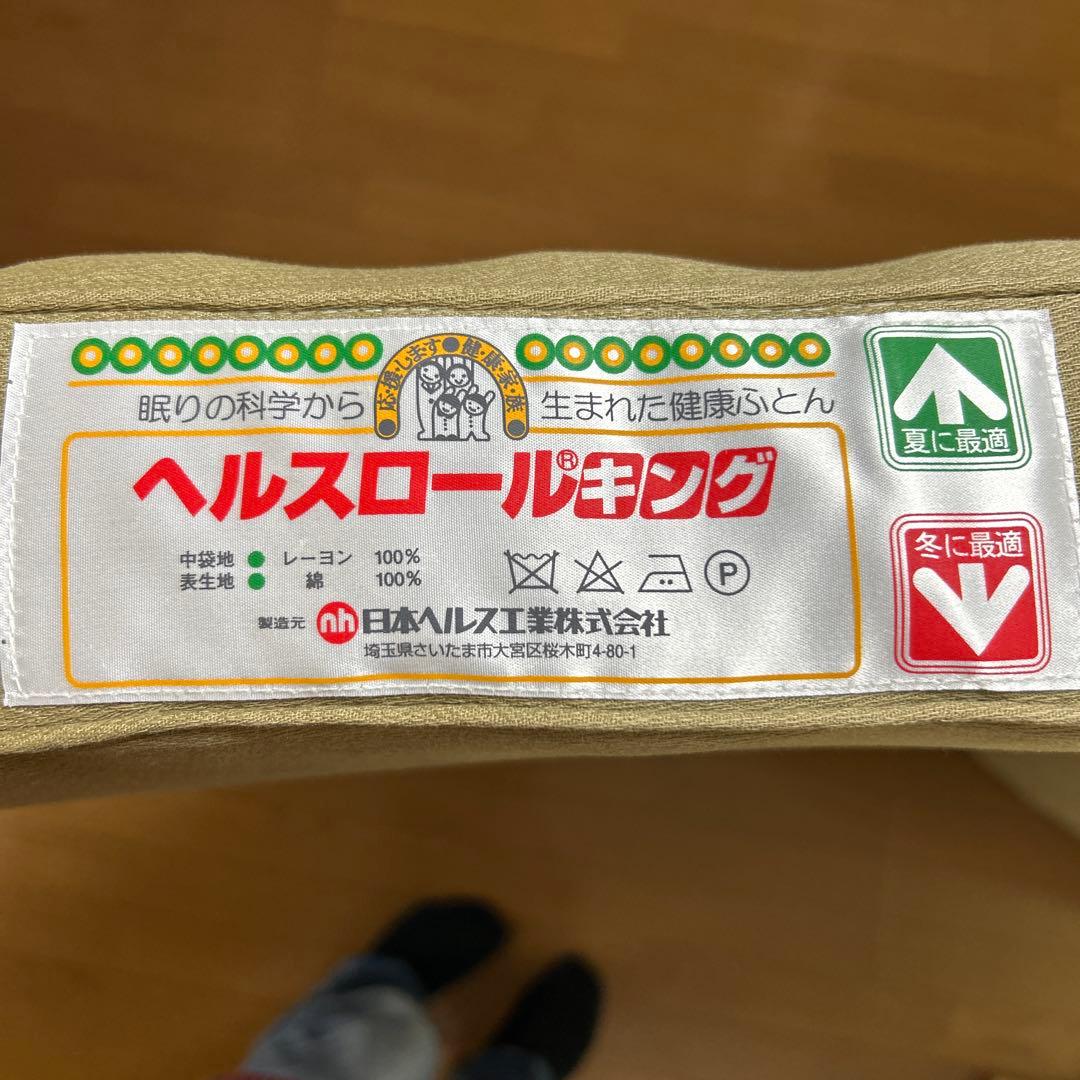 応・援・します●健・康・家・族
眠りの科学から 生まれた健康ふとん
ヘルスロール®キング
中袋地 ● レーヨン 100%
表生地 ● 綿 100%
P
製造元 nh 日本ヘルス工業株式会社
埼玉県さいたま市大宮区桜木町4-80-1
夏に最適
冬に最適